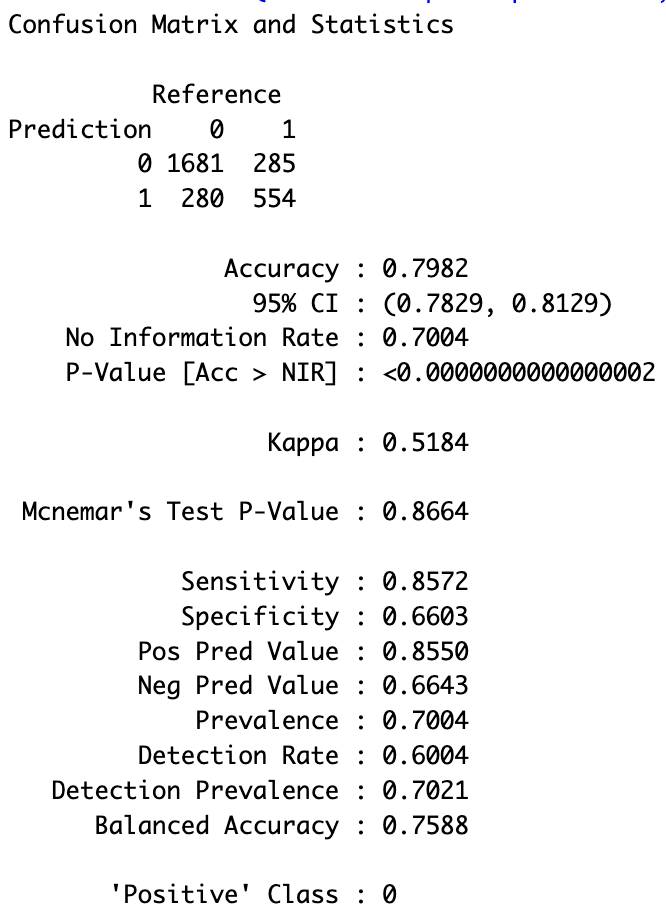 Confusion Matrix and Statistics
Reference
Prediction 0 1
0 1681 285
1 280 554
Accuracy : 0.7982
95% CI : (0.7829, 0.8129)
No Information Rate : 0.7004
P-Value [Acc > NIR] : <0.0000000000000002
Kappa : 0.5184
Mcnemar's Test P-Value : 0.8664
Sensitivity : 0.8572
Specificity : 0.6603
Pos Pred Value : 0.8550
Neg Pred Value : 0.6643
Prevalence : 0.7004
Detection Rate : 0.6004
Detection Prevalence : 0.7021
Balanced Accuracy : 0.7588
'Positive' Class : 0